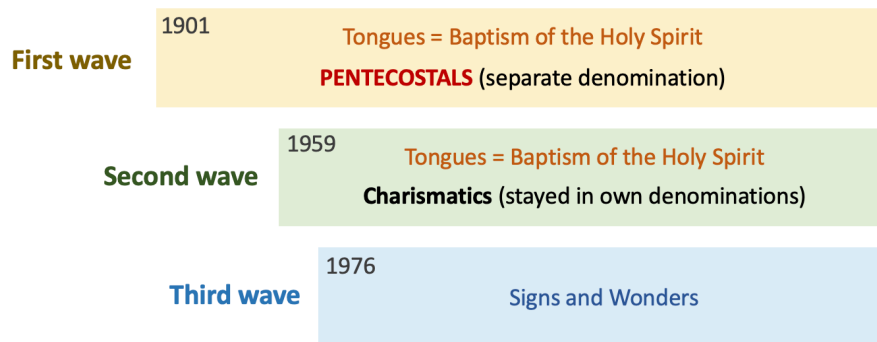 1901
Tongues = Baptism of the Holy Spirit
First wave
PENTECOSTALS (separate denomination)
1959
Tongues = Baptism of the Holy Spirit
Second wave
Charismatics (stayed in own denominations)
1976
Third wave
Signs and Wonders